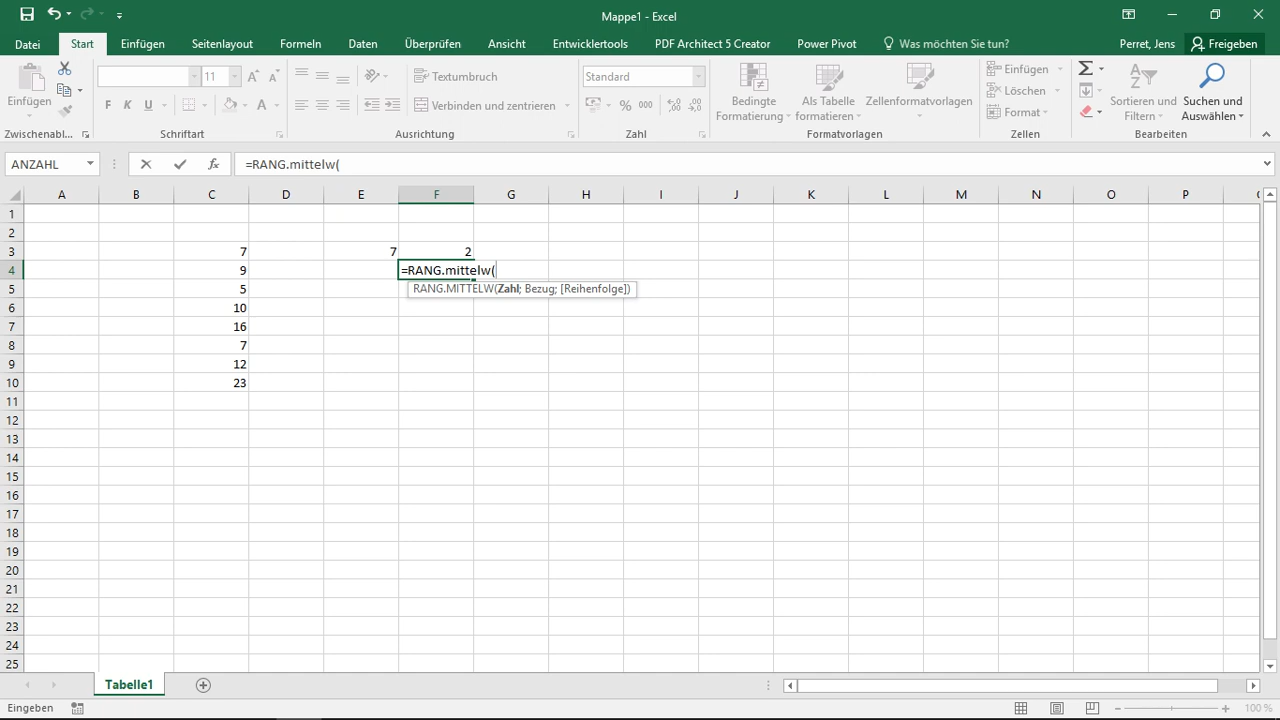 Mappe1 - Excel
Datei Start Einfügen Seitenlayout Formeln Daten Überprüfen Ansicht Entwicklertools PDF Architect 5 Creator Power Pivot Was möchten Sie tun? Perret, Jens Freigeben
11 Textumbruch Standard Einfügen
Einfügen F K U Verbinden und zentrieren % 000 Bedingte Formatierung Als Tabelle formatieren Zellenformatvorlagen Löschen Format Sortieren und Filtern Suchen und Auswählen
Zwischenabl... Schriftart Ausrichtung Zahl Formatvorlagen Zellen Bearbeiten
ANZAHL fx =RANG.mittelw(
A B C D E F G H I J K L M N O P
1
2
3 7 7 2
4 9 =RANG.mittelw(
5 5 RANG.MITTELW(Zahl; Bezug; [Reihenfolge])
6 10
7 16
8 7
9 12
10 23
11
12
13
14
15
16
17
18
19
20
21
22
23
24
25
Tabelle1
Eingeben 100 %